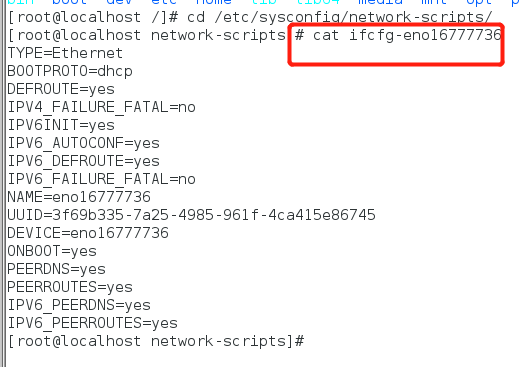 bin boot dev etc home lib lib64 media mnt opt
[root@localhost /]# cd /etc/sysconfig/network-scripts/
[root@localhost network-scripts]# cat ifcfg-eno16777736
TYPE=Ethernet
BOOTPROTO=dhcp
DEFROUTE=yes
IPV4_FAILURE_FATAL=no
IPV6INIT=yes
IPV6_AUTOCONF=yes
IPV6_DEFROUTE=yes
IPV6_FAILURE_FATAL=no
NAME=eno16777736
UUID=3f69b335-7a25-4985-961f-4ca415e86745
DEVICE=eno16777736
ONBOOT=yes
PEERDNS=yes
PEERROUTES=yes
IPV6_PEERDNS=yes
IPV6_PEERROUTES=yes
[root@localhost network-scripts]#